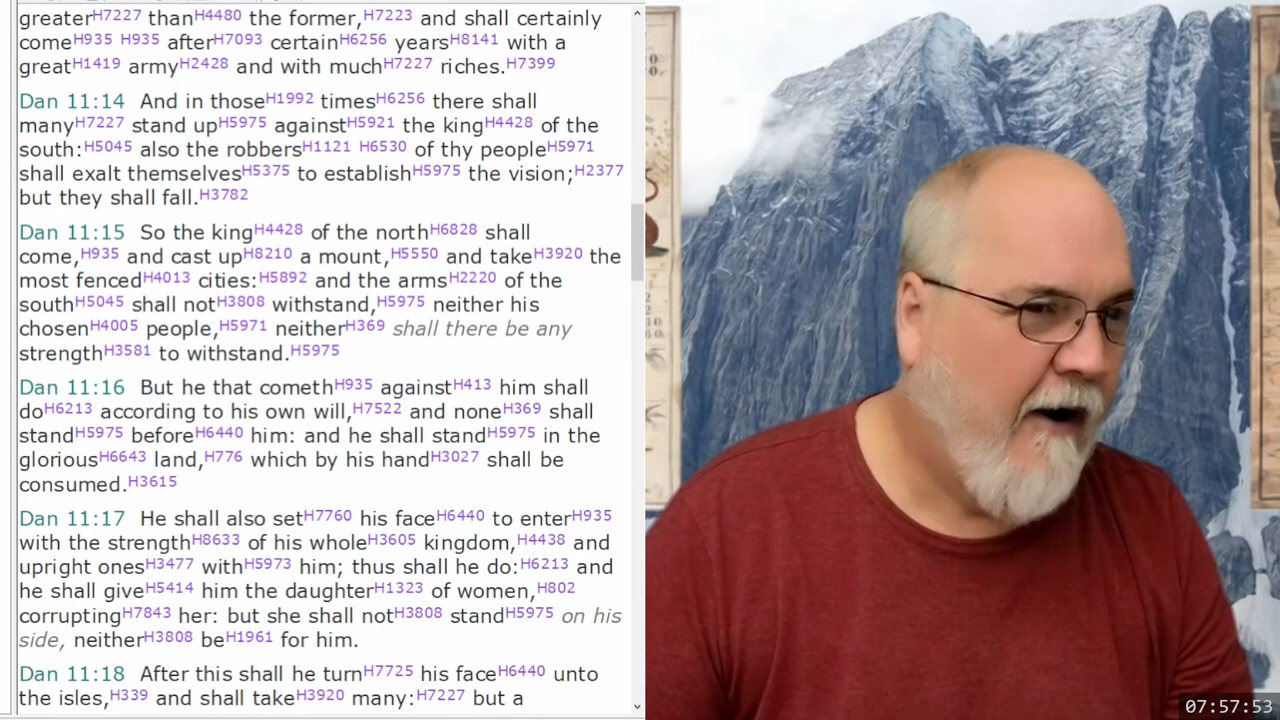 greaterH7227 thanH4480 the former,H7223 and shall certainly
comeH935 H935 afterH7093 certainH6256 yearsH8141 with a
greatH1419 armyH2428 and with muchH7227 riches.H7399
Dan 11:14 And in thoseH1992 timesH6256 there shall
manyH7227 stand upH5975 againstH5921 the kingH4428 of the
south:H5045 also the robbersH1121 H6530 of thy peopleH5971
shall exalt themselvesH5375 to establishH5975 the vision;H2377
but they shall fall.H3782
Dan 11:15 So the kingH4428 of the northH6828 shall
come,H935 and cast upH8210 a mount,H5550 and takeH3920 the
most fencedH4013 cities:H5892 and the armsH2220 of the
southH5045 shall notH3808 withstand,H5975 neither his
chosenH4005 people,H5971 neitherH369 shall there be any
strengthH3581 to withstand.H5975
Dan 11:16 But he that comethH935 againstH413 him shall
doH6213 according to his own will,H7522 and noneH369 shall
standH5975 beforeH6440 him: and he shall standH5975 in the
gloriousH6643 land,H776 which by his handH3027 shall be
consumed.H3615
Dan 11:17 He shall also setH7760 his faceH6440 to enterH935
with the strengthH8633 of his wholeH3605 kingdom,H4438 and
upright onesH3477 withH5973 him; thus shall he do:H6213 and
he shall giveH5414 him the daughterH1323 of women,H802
corruptingH7843 her: but she shall notH3808 standH5975 on his
side, neitherH3808 beH1961 for him.
Dan 11:18 After this shall he turnH7725 his faceH6440 unto
the isles,H339 and shall takeH3920 many:H7227 but a
07:57:53